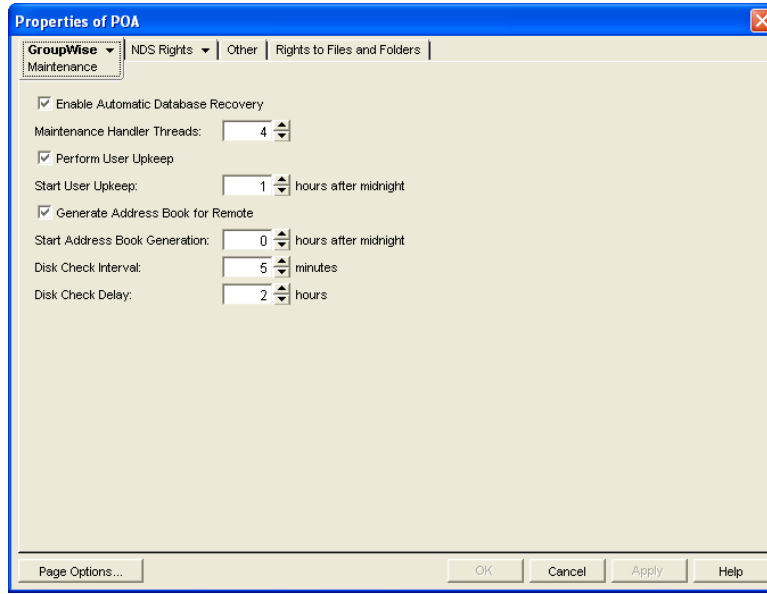 Properties of POA
GroupWise NDS Rights Other Rights to Files and Folders
Maintenance
Enable Automatic Database Recovery
Maintenance Handler Threads: 4
Perform User Upkeep
Start User Upkeep: 1 hours after midnight
Generate Address Book for Remote
Start Address Book Generation: 0 hours after midnight
Disk Check Interval: 5 minutes
Disk Check Delay: 2 hours
Page Options... OK Cancel Apply Help